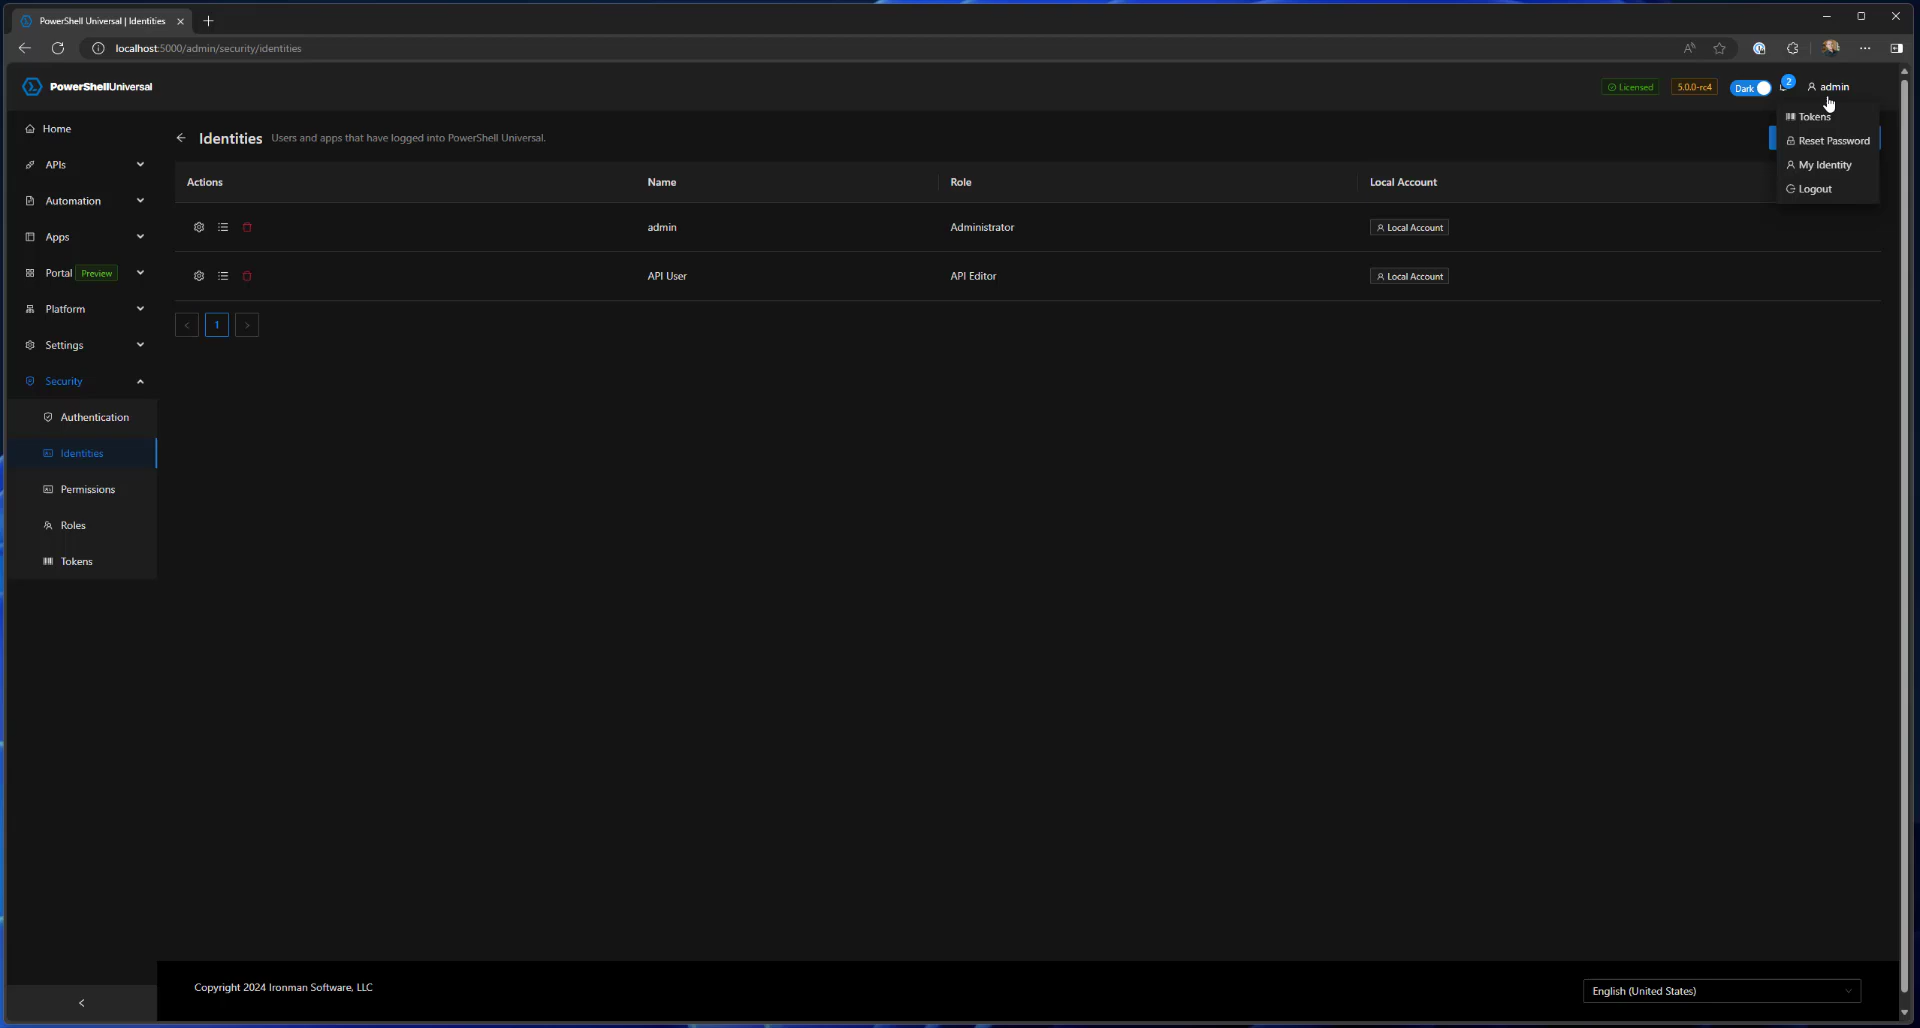 PowerShell Universal | Identities
localhost:5000/admin/security/identities
PowerShellUniversal
Licensed
5.0.0-rc4
Dark
2
admin
Tokens
Reset Password
My Identity
Logout
Home
APIs
Automation
Apps
Portal Preview
Platform
Settings
Security
Authentication
Identities
Permissions
Roles
Tokens
Identities Users and apps that have logged into PowerShell Universal.
Actions Name Role Local Account
admin Administrator Local Account
API User API Editor Local Account
1
Copyright 2024 Ironman Software, LLC
English (United States)